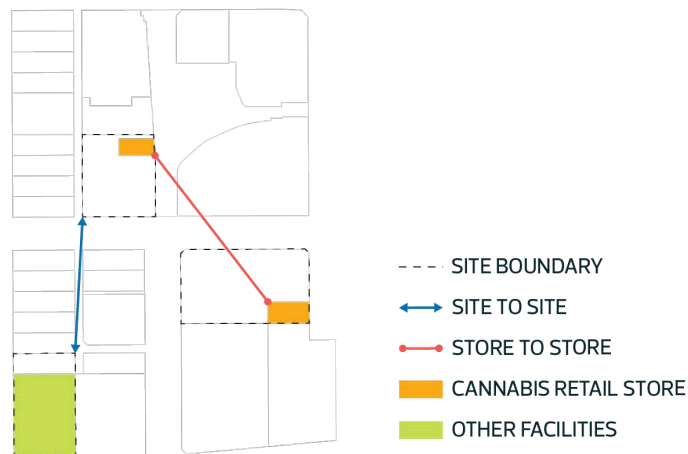 SITE BOUNDARY
SITE TO SITE
STORE TO STORE
CANNABIS RETAIL STORE
OTHER FACILITIES